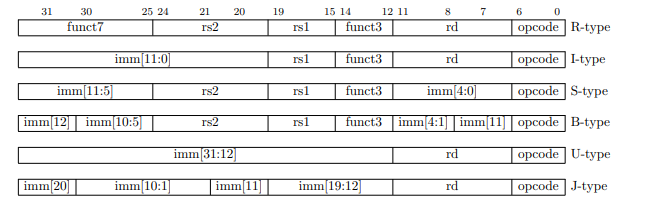 31 30 25 24 21 20 19 15 14 12 11 8 7 6 0
funct7 rs2 rs1 funct3 rd opcode R-type
imm[11:0] rs1 funct3 rd opcode I-type
imm[11:5] rs2 rs1 funct3 imm[4:0] opcode S-type
imm[12] imm[10:5] rs2 rs1 funct3 imm[4:1] imm[11] opcode B-type
imm[31:12] rd opcode U-type
imm[20] imm[10:1] imm[11] imm[19:12] rd opcode J-type